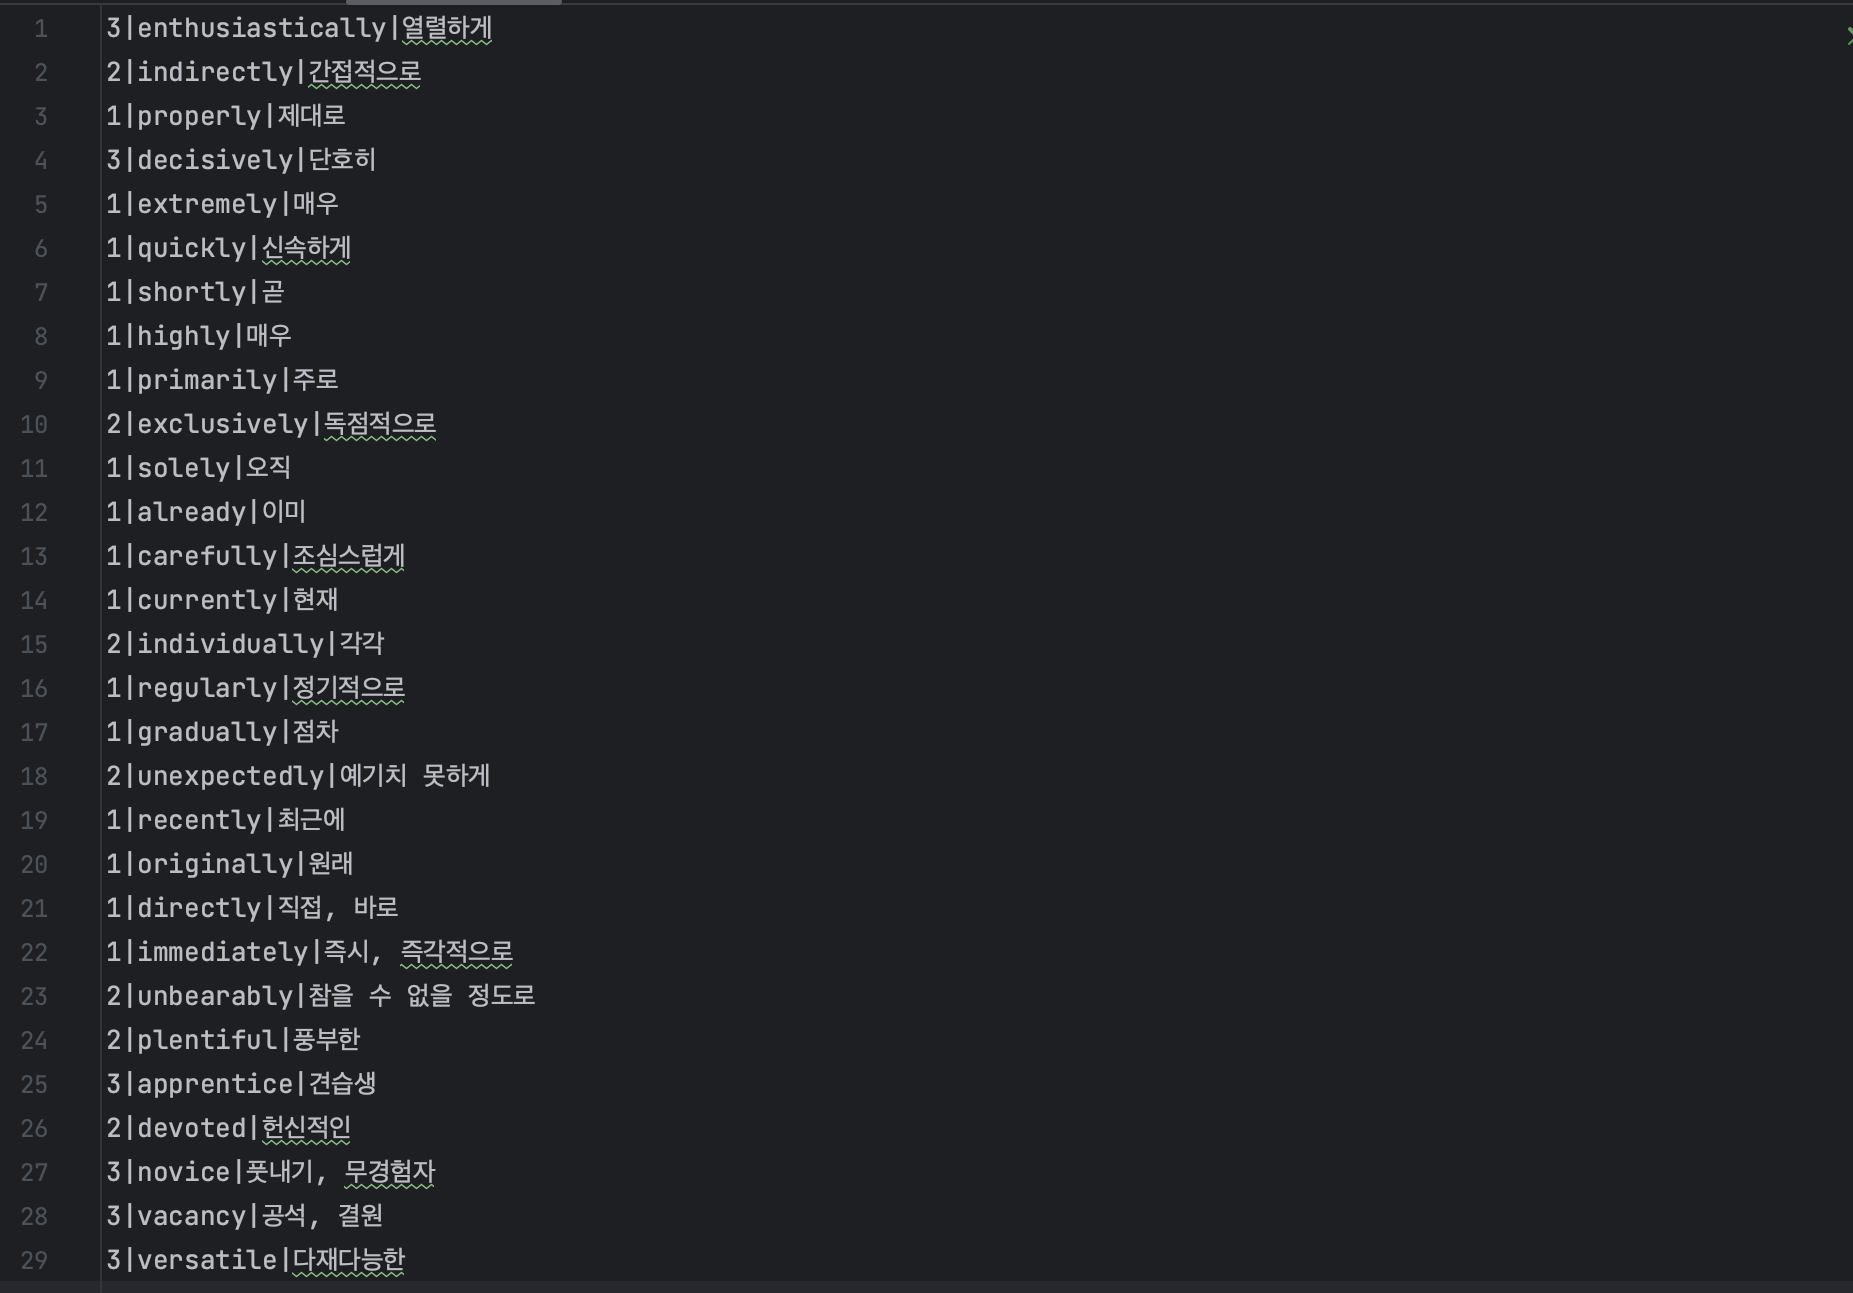 1 3|enthusiastically|열렬하게
2 2|indirectly|간접적으로
3 1|properly|제대로
4 3|decisively|단호히
5 1|extremely|매우
6 1|quickly|신속하게
7 1|shortly|곧
8 1|highly|매우
9 1|primarily|주로
10 2|exclusively|독점적으로
11 1|solely|오직
12 1|already|이미
13 1|carefully|조심스럽게
14 1|currently|현재
15 2|individually|각각
16 1|regularly|정기적으로
17 1|gradually|점차
18 2|unexpectedly|예기치 못하게
19 1|recently|최근에
20 1|originally|원래
21 1|directly|직접, 바로
22 1|immediately|즉시, 즉각적으로
23 2|unbearably|참을 수 없을 정도로
24 2|plentiful|풍부한
25 3|apprentice|견습생
26 2|devoted|헌신적인
27 3|novice|풋내기, 무경험자
28 3|vacancy|공석, 결원
29 3|versatile|다재다능한